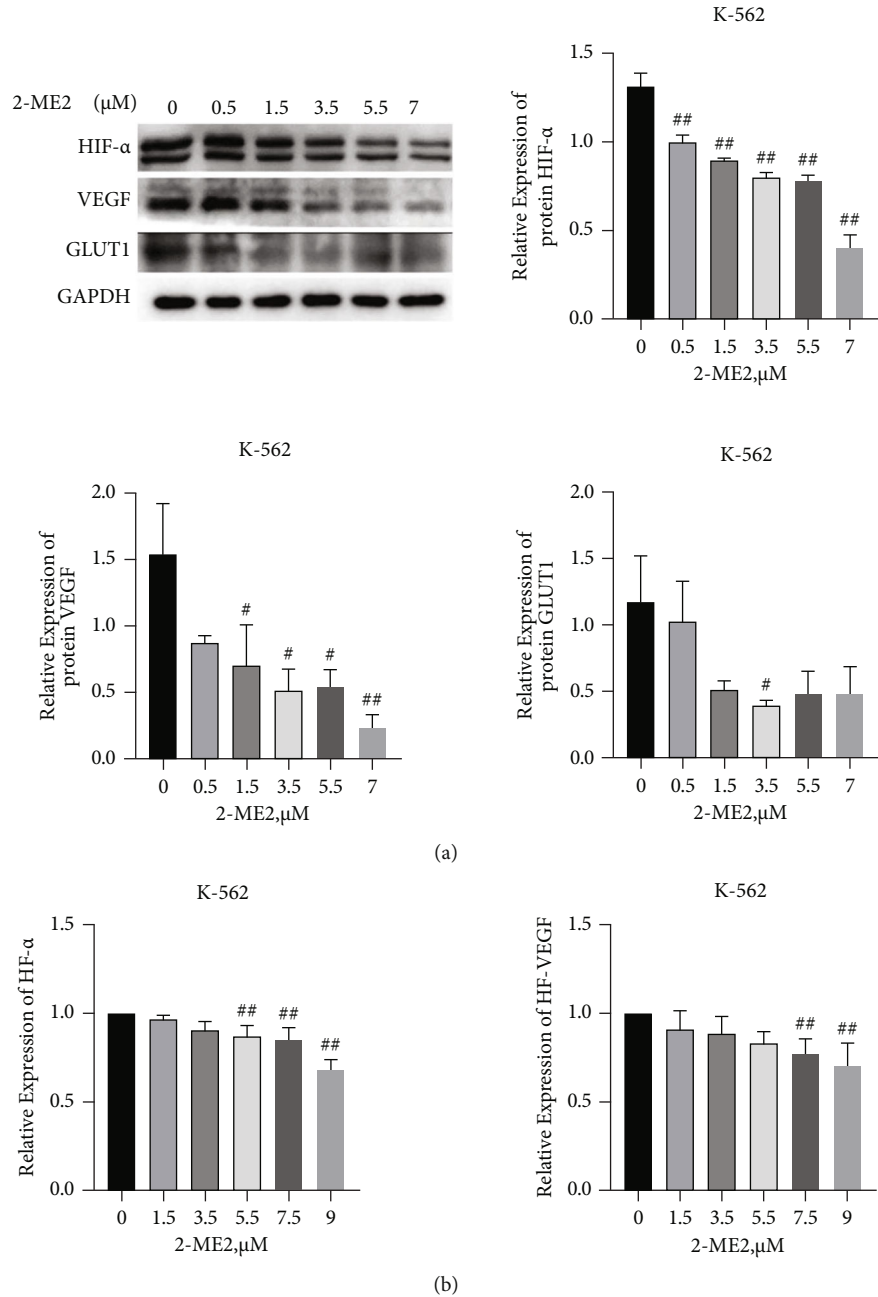 2-ME2 (μM) 0 0.5 1.5 3.5 5.5 7
HIF-α
VEGF
GLUT1
GAPDH
K-562
Relative Expression of
protein HIF-α
1.5
1.0
0.5
0.0
## ## ## ## ##
0 0.5 1.5 3.5 5.5 7
2-ME2,μM
K-562
Relative Expression of
protein VEGF
2.0
1.5
1.0
0.5
0.0
# # # ##
0 0.5 1.5 3.5 5.5 7
2-ME2,μM
K-562
Relative Expression of
protein GLUT1
2.0
1.5
1.0
0.5
0.0
#
0 0.5 1.5 3.5 5.5 7
2-ME2,μM
(a)
K-562
Relative Expression of HF-α
1.5
1.0
0.5
0.0
## ## ##
0 1.5 3.5 5.5 7.5 9
2-ME2,μM
K-562
Relative Expression of HF-VEGF
1.5
1.0
0.5
0.0
## ##
0 1.5 3.5 5.5 7.5 9
2-ME2,μM
(b)